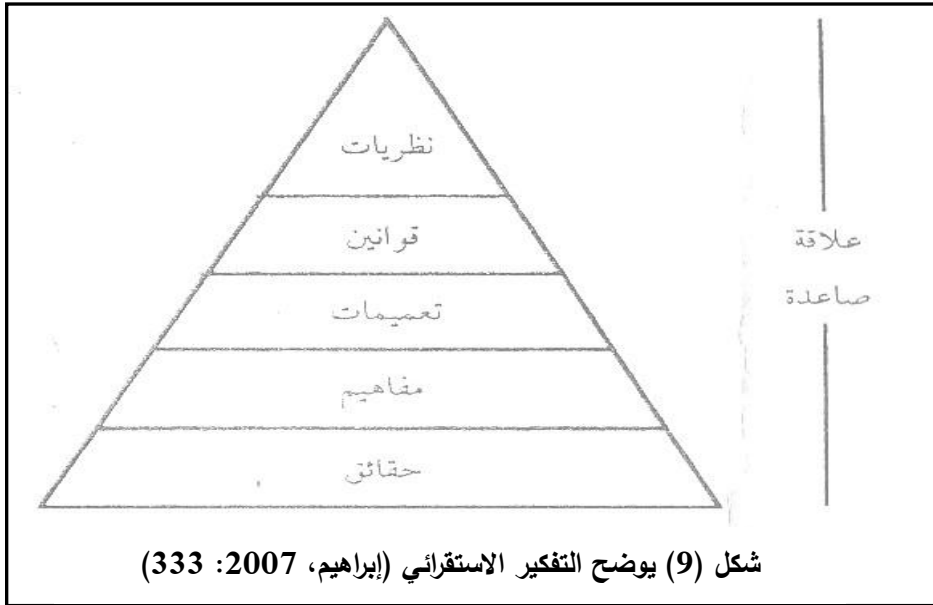 نظريات
قوانين
علاقة
صاعدة
تعميمات
مفاهيم
حقائق
شكل (9) يوضح التفكير الاستقرائي (إبراهيم، 2007: 333)